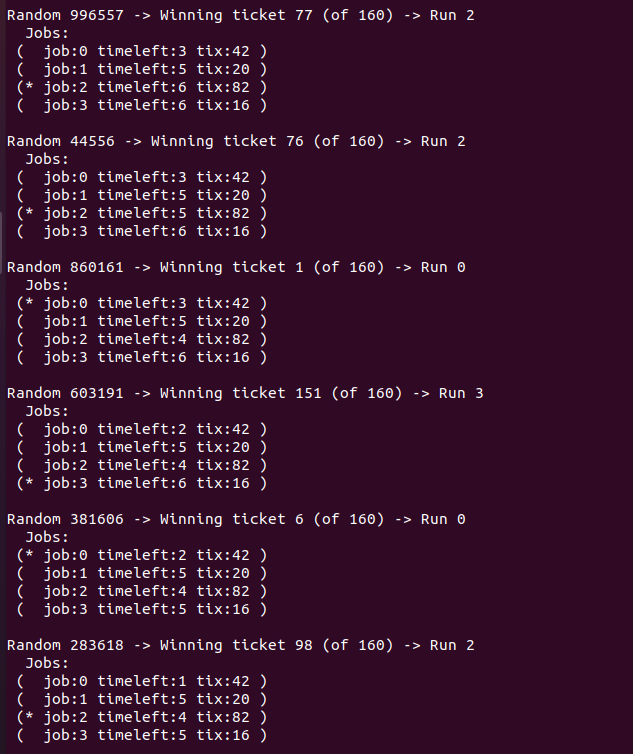 Random 996557 -> Winning ticket 77 (of 160) -> Run 2
  Jobs:
 (  job:0 timeleft:3 tix:42 )
 (  job:1 timeleft:5 tix:20 )
 (* job:2 timeleft:6 tix:82 )
 (  job:3 timeleft:6 tix:16 )

Random 44556 -> Winning ticket 76 (of 160) -> Run 2
  Jobs:
 (  job:0 timeleft:3 tix:42 )
 (  job:1 timeleft:5 tix:20 )
 (* job:2 timeleft:5 tix:82 )
 (  job:3 timeleft:6 tix:16 )

Random 860161 -> Winning ticket 1 (of 160) -> Run 0
  Jobs:
 (* job:0 timeleft:3 tix:42 )
 (  job:1 timeleft:5 tix:20 )
 (  job:2 timeleft:4 tix:82 )
 (  job:3 timeleft:6 tix:16 )

Random 603191 -> Winning ticket 151 (of 160) -> Run 3
  Jobs:
 (  job:0 timeleft:2 tix:42 )
 (  job:1 timeleft:5 tix:20 )
 (  job:2 timeleft:4 tix:82 )
 (* job:3 timeleft:6 tix:16 )

Random 381606 -> Winning ticket 6 (of 160) -> Run 0
  Jobs:
 (* job:0 timeleft:2 tix:42 )
 (  job:1 timeleft:5 tix:20 )
 (  job:2 timeleft:4 tix:82 )
 (  job:3 timeleft:5 tix:16 )

Random 283618 -> Winning ticket 98 (of 160) -> Run 2
  Jobs:
 (  job:0 timeleft:1 tix:42 )
 (  job:1 timeleft:5 tix:20 )
 (* job:2 timeleft:4 tix:82 )
 (  job:3 timeleft:5 tix:16 )